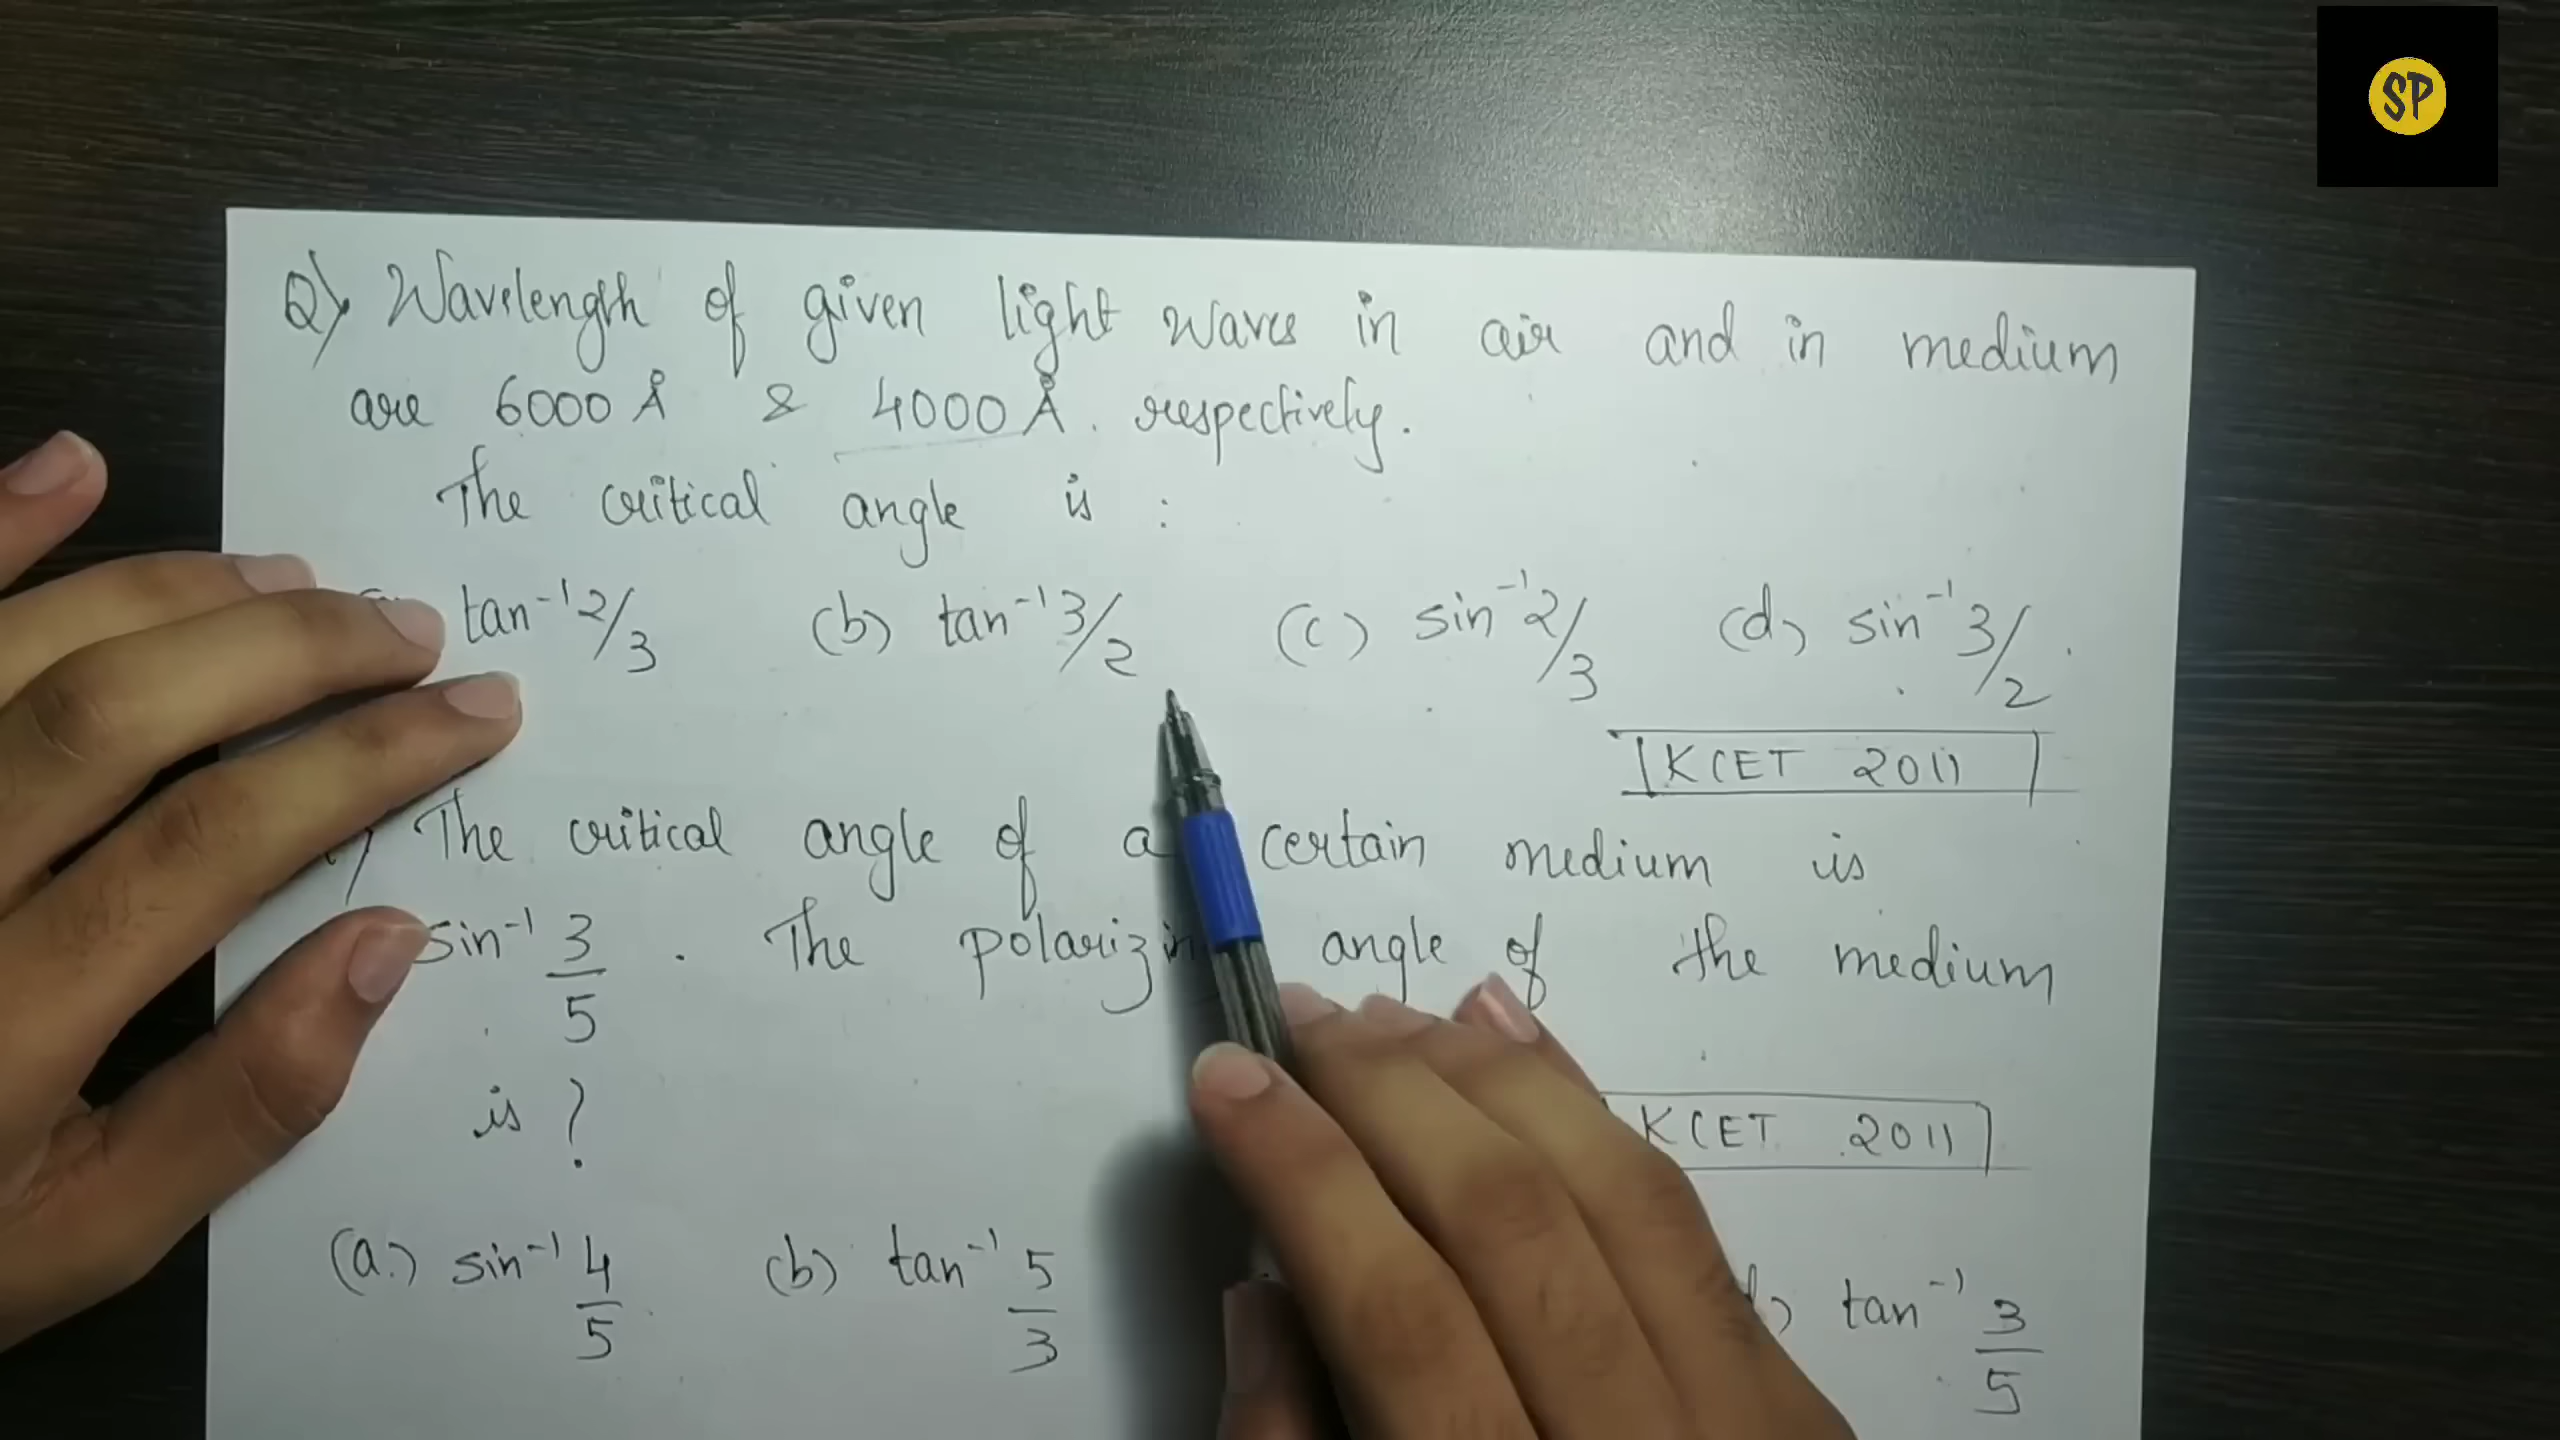 SP
Q) Wavelength of given light waves in air and in medium
are 6000 Å & 4000 Å. respectively.
The critical angle is :
tan⁻¹ 2/3 (b) tan⁻¹ 3/2 (c) sin⁻¹ 2/3 (d) sin⁻¹ 3/2.
KCET 2011
The critical angle of a certain medium is
sin⁻¹ 3/5 . The angle of the medium
is ?
KCET 2011
(a.) sin⁻¹ 4/5 (b) tan⁻¹ 5/3 tan⁻¹ 3/5